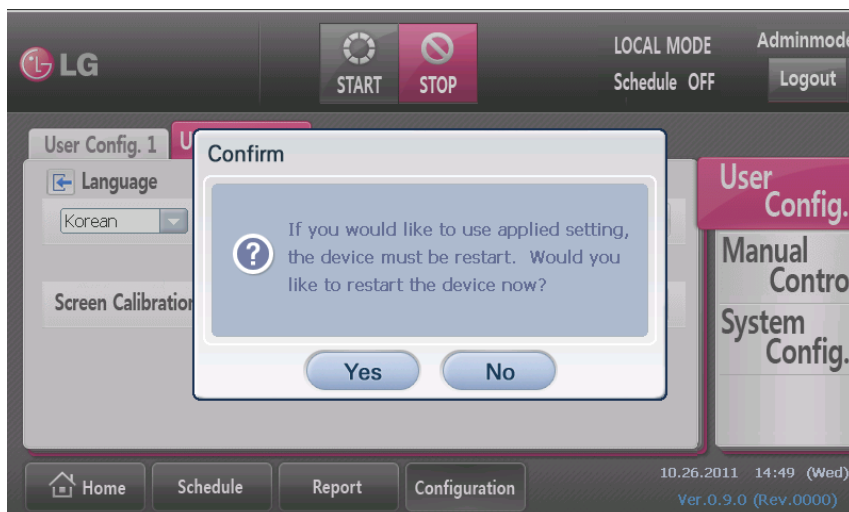 LG
START
STOP
LOCAL MODE
Schedule OFF
Adminmode
Logout
User Config. 1
U
Language
Korean
Screen Calibration
Confirm
If you would like to use applied setting,
the device must be restart. Would you
like to restart the device now?
Yes
No
User
Config.
Manual
Contro
System
Config.
Home
Schedule
Report
Configuration
10.26.2011 14:49 (Wed)
Ver.0.9.0 (Rev.0000)